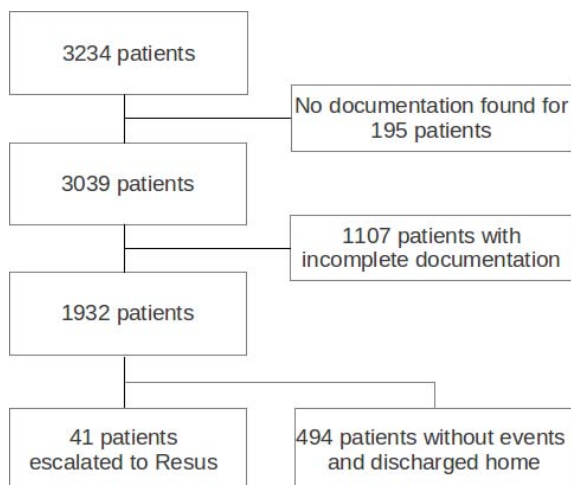 3234 patients
No documentation found for
195 patients
3039 patients
1107 patients with
incomplete documentation
1932 patients
41 patients
escalated to Resus
494 patients without events
and discharged home